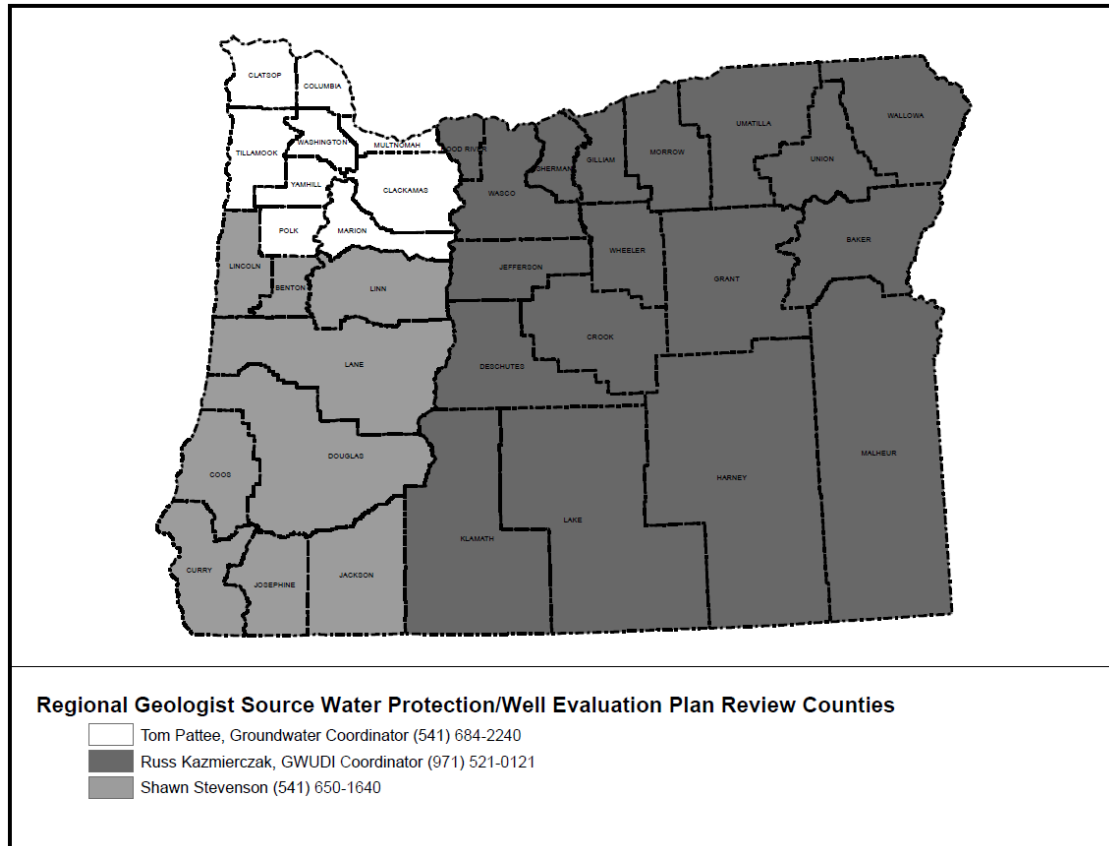 CLATSOP
COLUMBIA
WASHINGTON
MULTNOMAH
TILLAMOOK
YAMHILL
CLACKAMAS
POLK
MARION
OOD RIVER
SHERMAN
GILLIAM
MORROW
UMATILLA
UNION
WALLOWA
WASCO
WHEELER
JEFFERSON
GRANT
BAKER
LINCOLN
BENTON
LINN
LANE
CROOK
DESCHUTES
DOUGLAS
COOS
HARNEY
MALHEUR
LAKE
KLAMATH
CURRY
JOSEPHINE
JACKSON
Regional Geologist Source Water Protection/Well Evaluation Plan Review Counties
Tom Pattee, Groundwater Coordinator (541) 684-2240
Russ Kazmierczak, GWUDI Coordinator (971) 521-0121
Shawn Stevenson (541) 650-1640